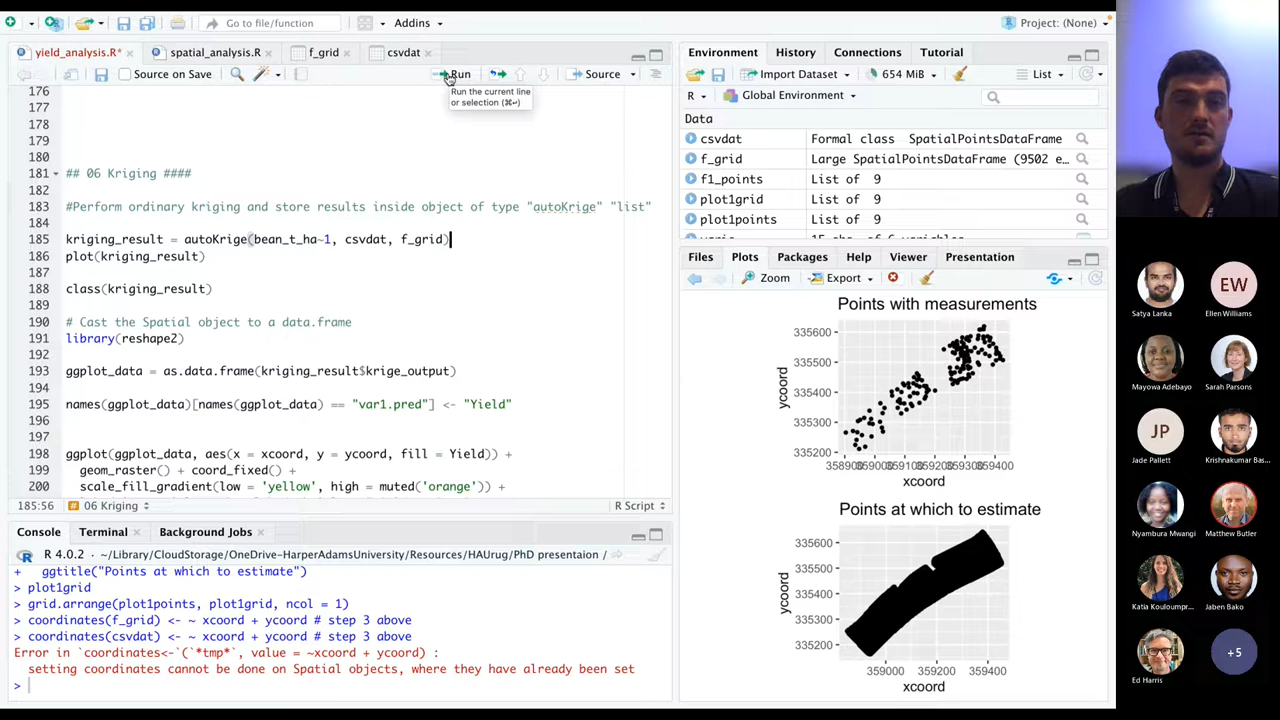 Go to file/function
Addins
Project: (None)
yield_analysis.R*
spatial_analysis.R
f_grid
csvdat
Source on Save
Run
Source
Run the current line
or selection (⌘↩)
176
177
178
179
180
181 ## 06 Kriging ####
182
183 #Perform ordinary kriging and store results inside object of type "autoKrige" "list"
184
185 kriging_result = autoKrige(bean_t_ha~1, csvdat, f_grid)
186 plot(kriging_result)
187
188 class(kriging_result)
189
190 # Cast the Spatial object to a data.frame
191 library(reshape2)
192
193 ggplot_data = as.data.frame(kriging_result$krige_output)
194
195 names(ggplot_data)[names(ggplot_data) == "var1.pred"] <- "Yield"
196
197
198 ggplot(ggplot_data, aes(x = xcoord, y = ycoord, fill = Yield)) +
199 geom_raster() + coord_fixed() +
200 scale_fill_gradient(low = 'yellow', high = muted('orange')) +
185:56
06 Kriging
R Script
Console
Terminal
Background Jobs
R 4.0.2 · ~/Library/CloudStorage/OneDrive-HarperAdamsUniversity/Resources/HAUrug/PhD presentaion /
+ ggtitle("Points at which to estimate")
> plot1grid
> grid.arrange(plot1points, plot1grid, ncol = 1)
> coordinates(f_grid) <- ~ xcoord + ycoord # step 3 above
> coordinates(csvdat) <- ~ xcoord + ycoord # step 3 above
Error in `coordinates<-`(`*tmp*`, value = ~xcoord + ycoord) :
setting coordinates cannot be done on Spatial objects, where they have already been set
>
Environment
History
Connections
Tutorial
Import Dataset
654 MiB
List
R
Global Environment
Data
csvdat Formal class SpatialPointsDataFrame
f_grid Large SpatialPointsDataFrame (9502 e…
f1_points List of 9
plot1grid List of 9
plot1points List of 9
Files
Plots
Packages
Help
Viewer
Presentation
Zoom
Export
Points with measurements
335600
335500
335400
335300
335200
ycoord
358900 359000 359100 359200 359300 359400
xcoord
Points at which to estimate
335600
335500
335400
335300
335200
ycoord
359000 359200 359400
xcoord
Satya Lanka
EW
Ellen Williams
Mayowa Adebayo
Sarah Parsons
JP
Jade Pallett
Krishnakumar Bas...
Nyambura Mwangi
Matthew Butler
Katia Kouloumpr...
Jaben Bako
Ed Harris
+5